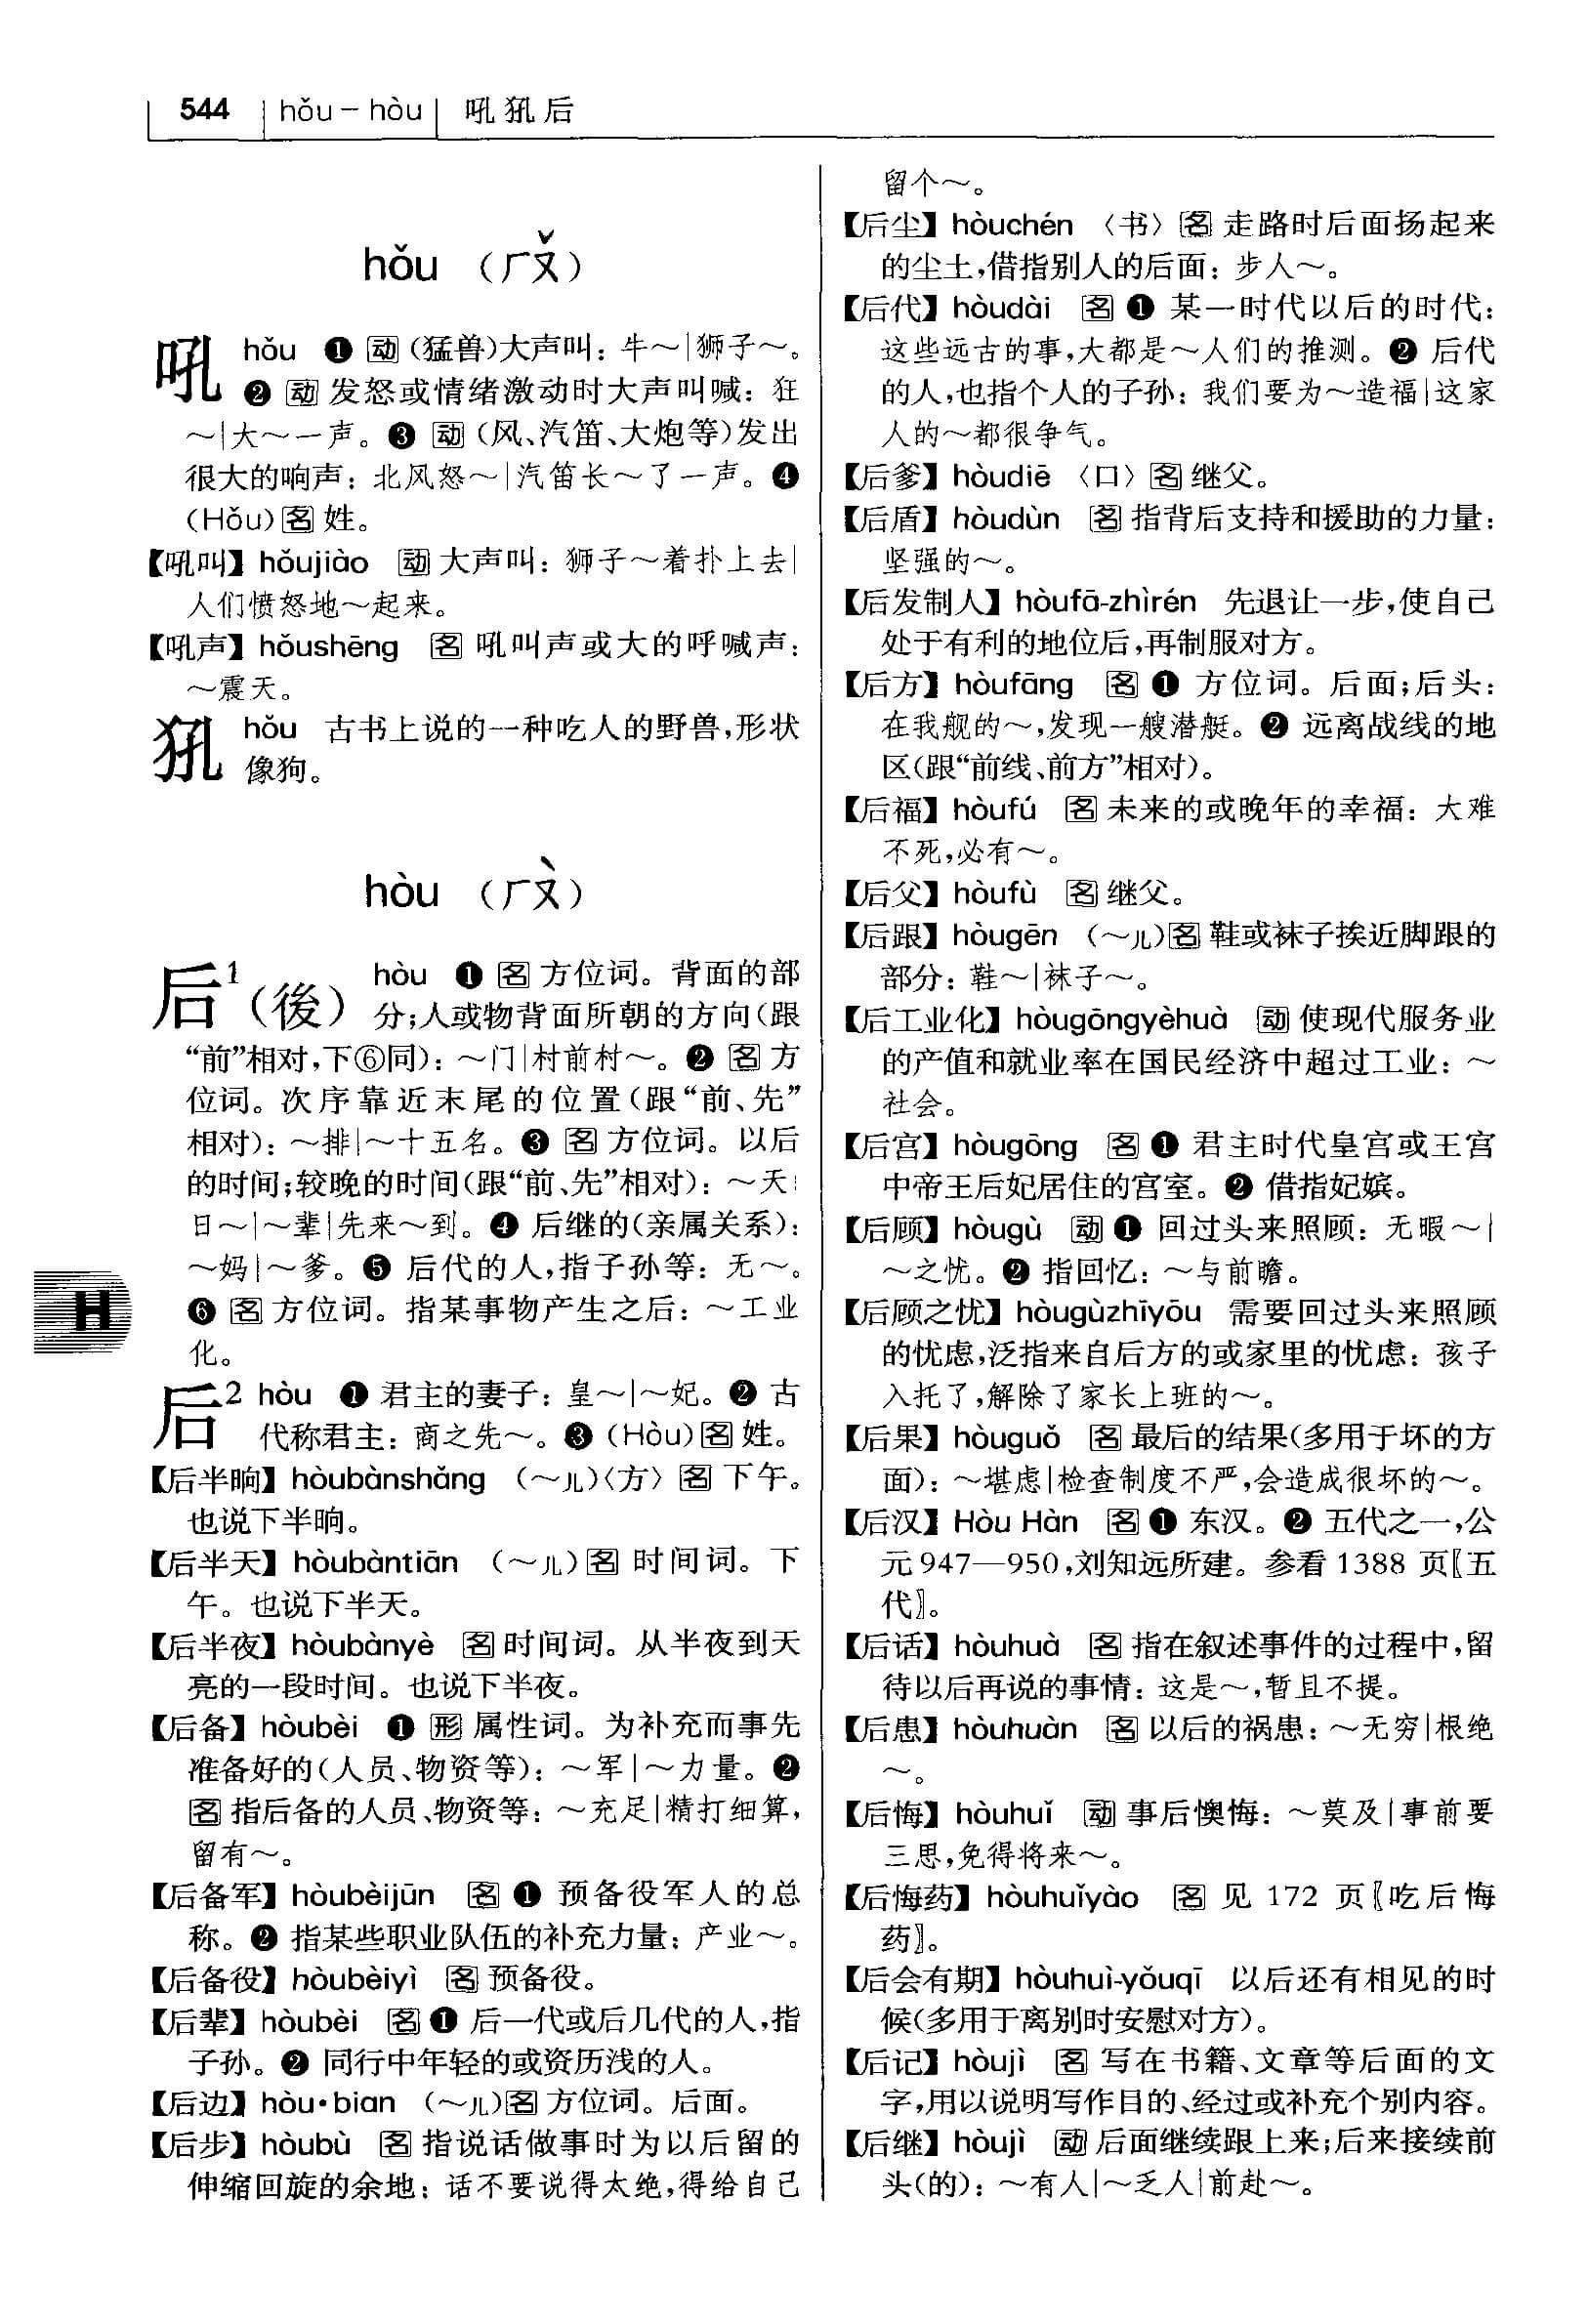 544 hǒu－hòu 吼犼后
hǒu （ㄏㄡˇ）
吼 hǒu ❶ 动 (猛兽)大声叫：牛～|狮子～。
❷ 动 发怒或情绪激动时大声叫喊：狂
～|大～一声。❸ 动 (风、汽笛、大炮等)发出
很大的响声：北风怒～|汽笛长～了一声。❹
(Hǒu) 名 姓。
【吼叫】hǒujiào 动 大声叫：狮子～着扑上去|
人们愤怒地～起来。
【吼声】hǒushēng 名 吼叫声或大的呼喊声：
～震天。
犼 hǒu 古书上说的一种吃人的野兽，形状
像狗。
hòu （ㄏㄡˋ）
后1（後） hòu ❶ 名 方位词。背面的部
分；人或物背面所朝的方向(跟
“前”相对，下⑥同)：～门|村前村～。❷ 名 方
位词。次序靠近末尾的位置(跟“前、先”
相对)：～排|～十五名。❸ 名 方位词。以后
的时间；较晚的时间(跟“前、先”相对)：～天|
日～|～辈|先来～到。❹ 后继的(亲属关系)：
～妈|～爹。❺ 后代的人，指子孙等：无～。
❻ 名 方位词。指某事物产生之后：～工业
化。
H
后2 hòu ❶ 君主的妻子：皇～|～妃。❷ 古
代称君主：商之先～。❸ (Hòu) 名 姓。
【后半晌】hòubànshǎng (～儿)〈方〉 名 下午。
也说下半晌。
【后半天】hòubàntiān (～儿) 名 时间词。下
午。也说下半天。
【后半夜】hòubànyè 名 时间词。从半夜到天
亮的一段时间。也说下半夜。
【后备】hòubèi ❶ 形 属性词。为补充而事先
准备好的(人员、物资等)：～军|～力量。❷
名 指后备的人员、物资等：～充足|精打细算，
留有～。
【后备军】hòubèijūn 名 ❶ 预备役军人的总
称。❷ 指某些职业队伍的补充力量：产业～。
【后备役】hòubèiyì 名 预备役。
【后辈】hòubèi 名 ❶ 后一代或后几代的人，指
子孙。❷ 同行中年轻的或资历浅的人。
【后边】hòu•bian (～儿) 名 方位词。后面。
【后步】hòubù 名 指说话做事时为以后留的
伸缩回旋的余地：话不要说得太绝，得给自己
留个～。
【后尘】hòuchén 〈书〉 名 走路时后面扬起来
的尘土，借指别人的后面：步人～。
【后代】hòudài 名 ❶ 某一时代以后的时代：
这些远古的事，大都是～人们的推测。❷ 后代
的人，也指个人的子孙：我们要为～造福|这家
人的～都很争气。
【后爹】hòudiē 〈口〉 名 继父。
【后盾】hòudùn 名 指背后支持和援助的力量：
坚强的～。
【后发制人】hòufā-zhìrén 先退让一步，使自己
处于有利的地位后，再制服对方。
【后方】hòufāng 名 ❶ 方位词。后面；后头：
在我舰的～，发现一艘潜艇。❷ 远离战线的地
区(跟“前线、前方”相对)。
【后福】hòufú 名 未来的或晚年的幸福：大难
不死，必有～。
【后父】hòufù 名 继父。
【后跟】hòugēn (～儿) 名 鞋或袜子挨近脚跟的
部分：鞋～|袜子～。
【后工业化】hòugōngyèhuà 动 使现代服务业
的产值和就业率在国民经济中超过工业：～
社会。
【后宫】hòugōng 名 ❶ 君主时代皇宫或王宫
中帝王后妃居住的宫室。❷ 借指妃嫔。
【后顾】hòugù 动 ❶ 回过头来照顾：无暇～|
～之忧。❷ 指回忆：～与前瞻。
【后顾之忧】hòugùzhīyōu 需要回过头来照顾
的忧虑，泛指来自后方的或家里的忧虑：孩子
入托了，解除了家长上班的～。
【后果】hòuguǒ 名 最后的结果(多用于坏的方
面)：～堪虑|检查制度不严，会造成很坏的～。
【后汉】Hòu Hàn 名 ❶ 东汉。❷ 五代之一，公
元947—950，刘知远所建。参看1388 页〖五
代〗。
【后话】hòuhuà 名 指在叙述事件的过程中，留
待以后再说的事情：这是～，暂且不提。
【后患】hòuhuàn 名 以后的祸患：～无穷|根绝
～。
【后悔】hòuhuǐ 动 事后懊悔：～莫及|事前要
三思，免得将来～。
【后悔药】hòuhuǐyào 名 见 172 页〖吃后悔
药〗。
【后会有期】hòuhuì-yǒuqī 以后还有相见的时
候(多用于离别时安慰对方)。
【后记】hòujì 名 写在书籍、文章等后面的文
字，用以说明写作目的、经过或补充个别内容。
【后继】hòujì 动 后面继续跟上来；后来接续前
头(的)：～有人|～乏人|前赴～。